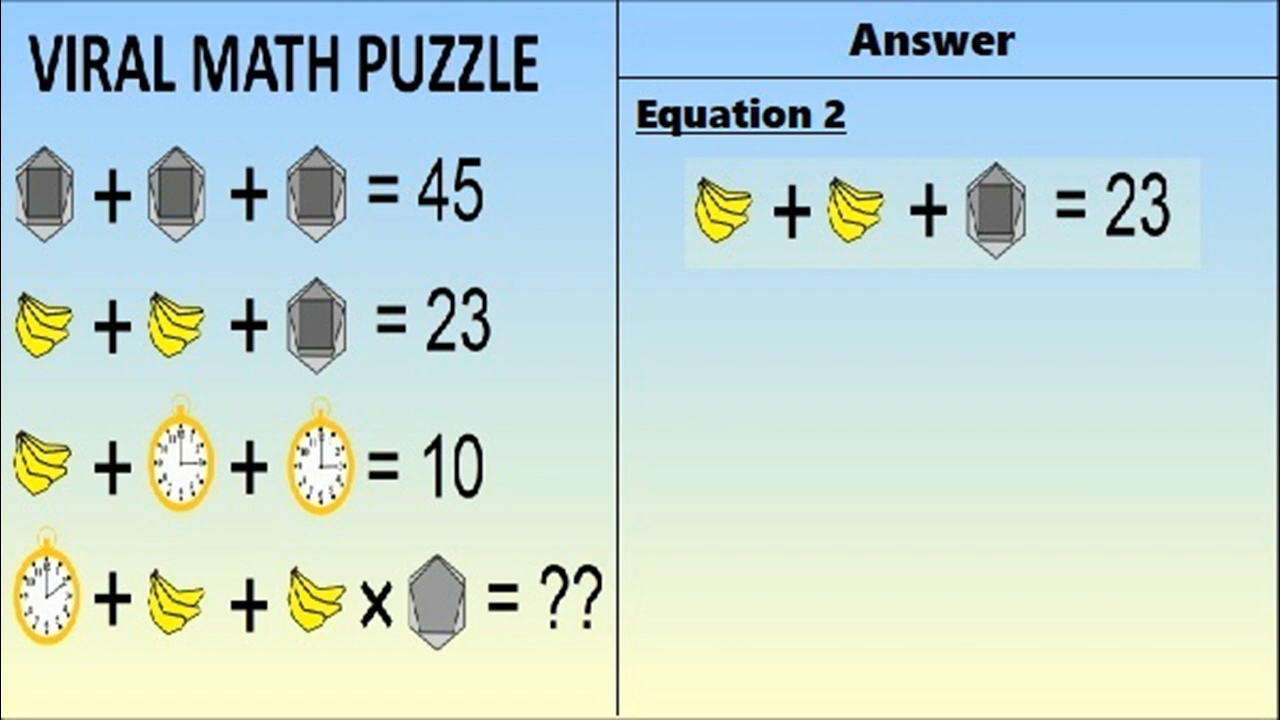 VIRAL MATH PUZZLE
+ + = 45
+ + = 23
+ + = 10
+ + × = ??
Answer
Equation 2
+ + = 23